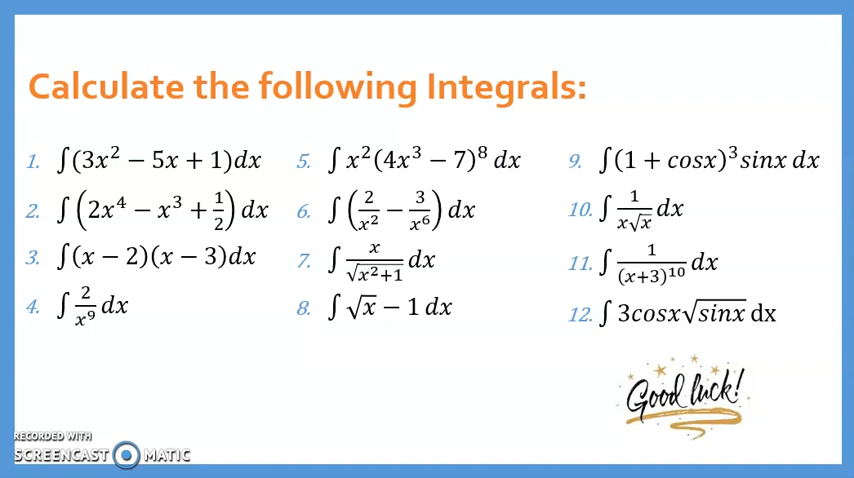 Calculate the following Integrals:
1. ∫(3x² − 5x + 1)dx
2. ∫(2x⁴ − x³ + 1/2) dx
3. ∫(x − 2)(x − 3)dx
4. ∫ 2/x⁹ dx
5. ∫ x²(4x³ − 7)⁸ dx
6. ∫(2/x² − 3/x⁶) dx
7. ∫ x/√(x²+1) dx
8. ∫ √x − 1 dx
9. ∫(1 + cosx)³sinx dx
10. ∫ 1/(x√x) dx
11. ∫ 1/(x+3)¹⁰ dx
12. ∫ 3cosx√(sinx) dx
Good luck!
RECORDED WITH
SCREENCAST MATIC